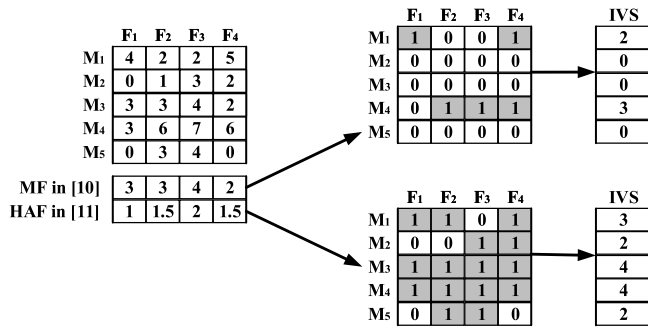 F1 F2 F3 F4
M1 4 2 2 5
M2 0 1 3 2
M3 3 3 4 2
M4 3 6 7 6
M5 0 3 4 0
MF in [10] 3 3 4 2
HAF in [11] 1 1.5 2 1.5
F1 F2 F3 F4
M1 1 0 0 1
M2 0 0 0 0
M3 0 0 0 0
M4 0 1 1 1
M5 0 0 0 0
IVS
2
0
0
3
0
F1 F2 F3 F4
M1 1 1 0 1
M2 0 0 1 1
M3 1 1 1 1
M4 1 1 1 1
M5 0 1 1 0
IVS
3
2
4
4
2